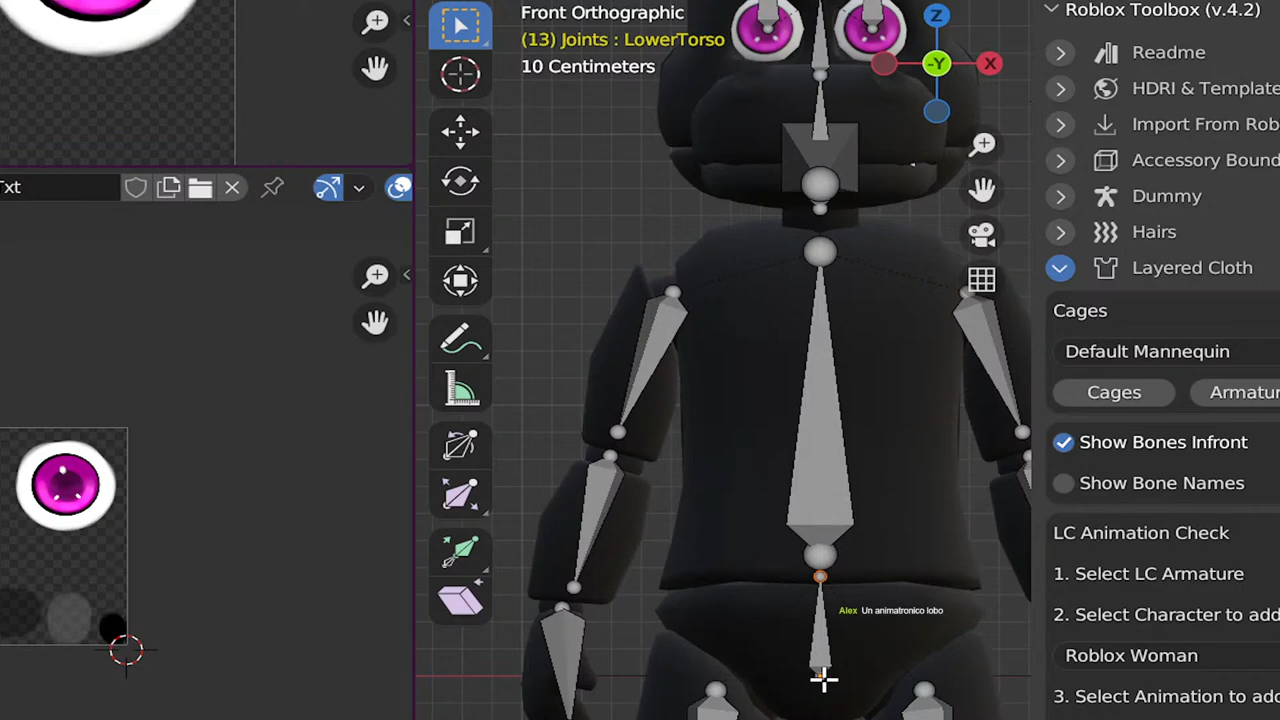 Txt
Front Orthographic
(13) Joints : LowerTorso
10 Centimeters
Z
-Y
X
Alex Un animatronico lobo
Roblox Toolbox (v.4.2)
Readme
HDRI & Template
Import From Rob
Accessory Bound
Dummy
Hairs
Layered Cloth
Cages
Default Mannequin
Cages
Armatur
Show Bones Infront
Show Bone Names
LC Animation Check
1. Select LC Armature
2. Select Character to add
Roblox Woman
3. Select Animation to add